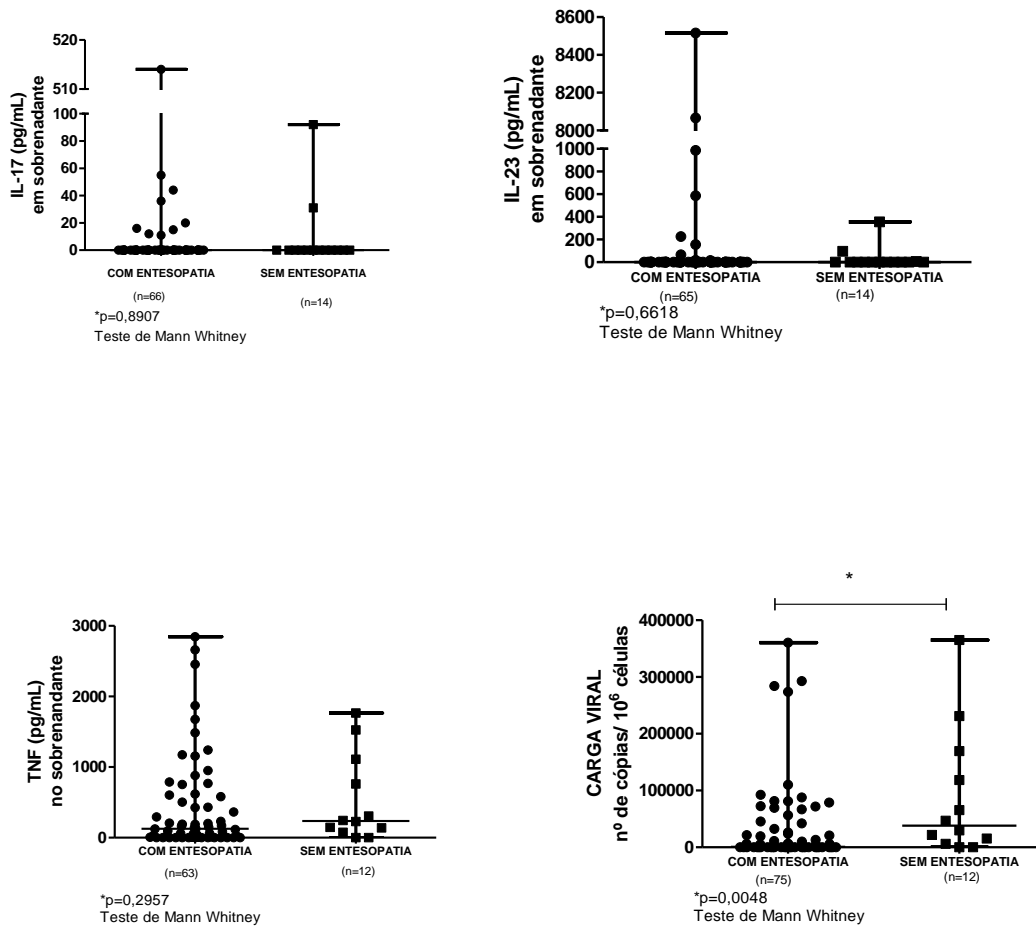 IL-17 (pg/mL)
em sobrenadante
520
510
100
80
60
40
20
0
COM ENTESOPATIA
SEM ENTESOPATIA
(n=66)
(n=14)
*p=0,8907
Teste de Mann Whitney
IL-23 (pg/mL)
em sobrenadante
8600
8400
8200
8000
1000
800
600
400
200
0
COM ENTESOPATIA
SEM ENTESOPATIA
(n=65)
(n=14)
*p=0,6618
Teste de Mann Whitney
TNF (pg/mL)
no sobrenandante
3000
2000
1000
0
COM ENTESOPATIA
SEM ENTESOPATIA
(n=63)
(n=12)
*p=0,2957
Teste de Mann Whitney
*
CARGA VIRAL
nº de cópias/ 10⁶ células
400000
300000
200000
100000
0
COM ENTESOPATIA
SEM ENTESOPATIA
(n=75)
(n=12)
*p=0,0048
Teste de Mann Whitney